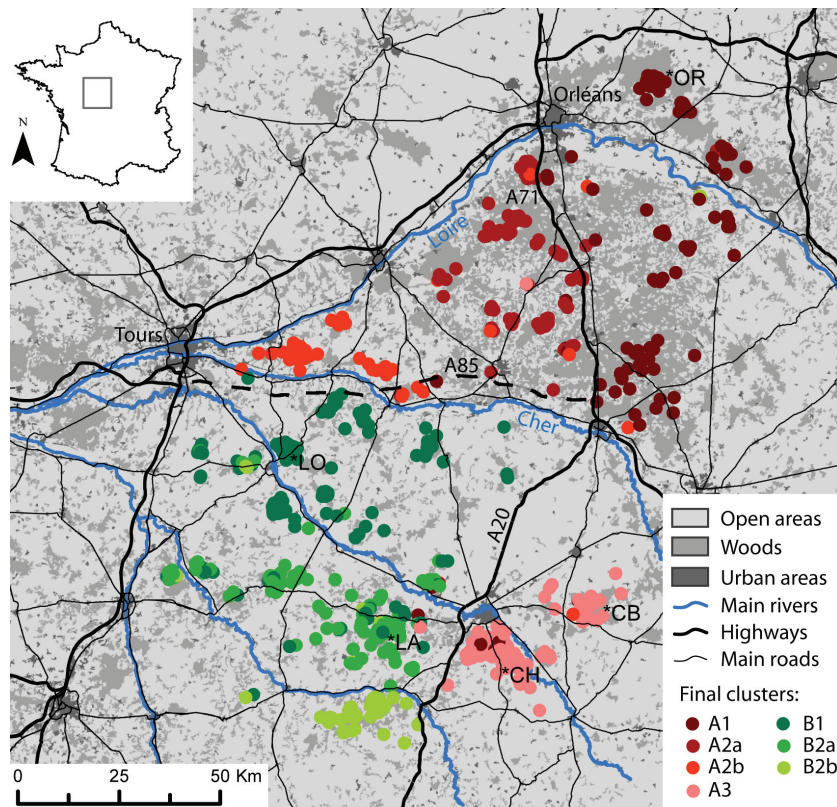 N
*OR
Orléans
A71
Loire
Tours
A85
Cher
*LO
A20
*CB
*LA
*CH
Open areas
Woods
Urban areas
Main rivers
Highways
Main roads
Final clusters:
A1 B1
A2a B2a
A2b B2b
A3
0 25 50 Km